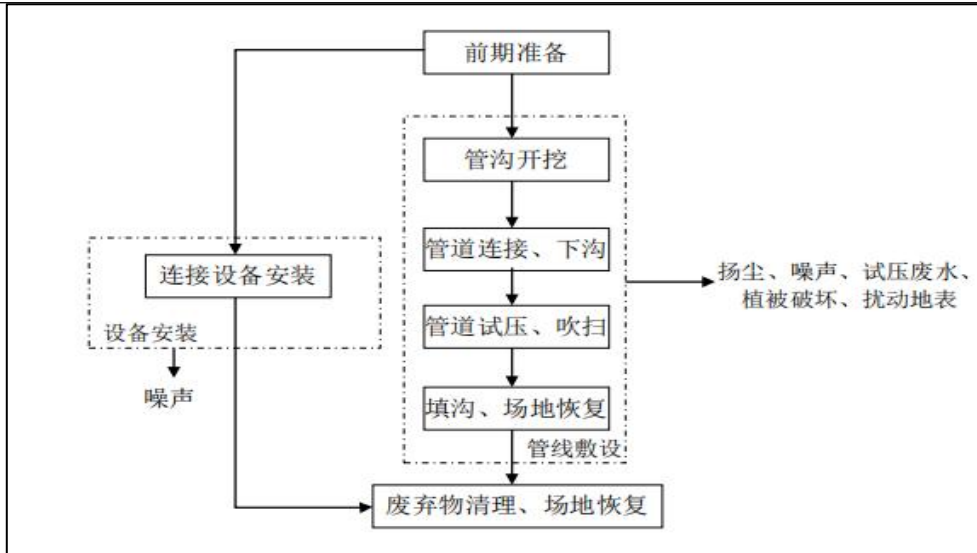 前期准备
管沟开挖
管道连接、下沟
连接设备安装
扬尘、噪声、试压废水、
植被破坏、扰动地表
管道试压、吹扫
设备安装
噪声
填沟、场地恢复
管线敷设
废弃物清理、场地恢复